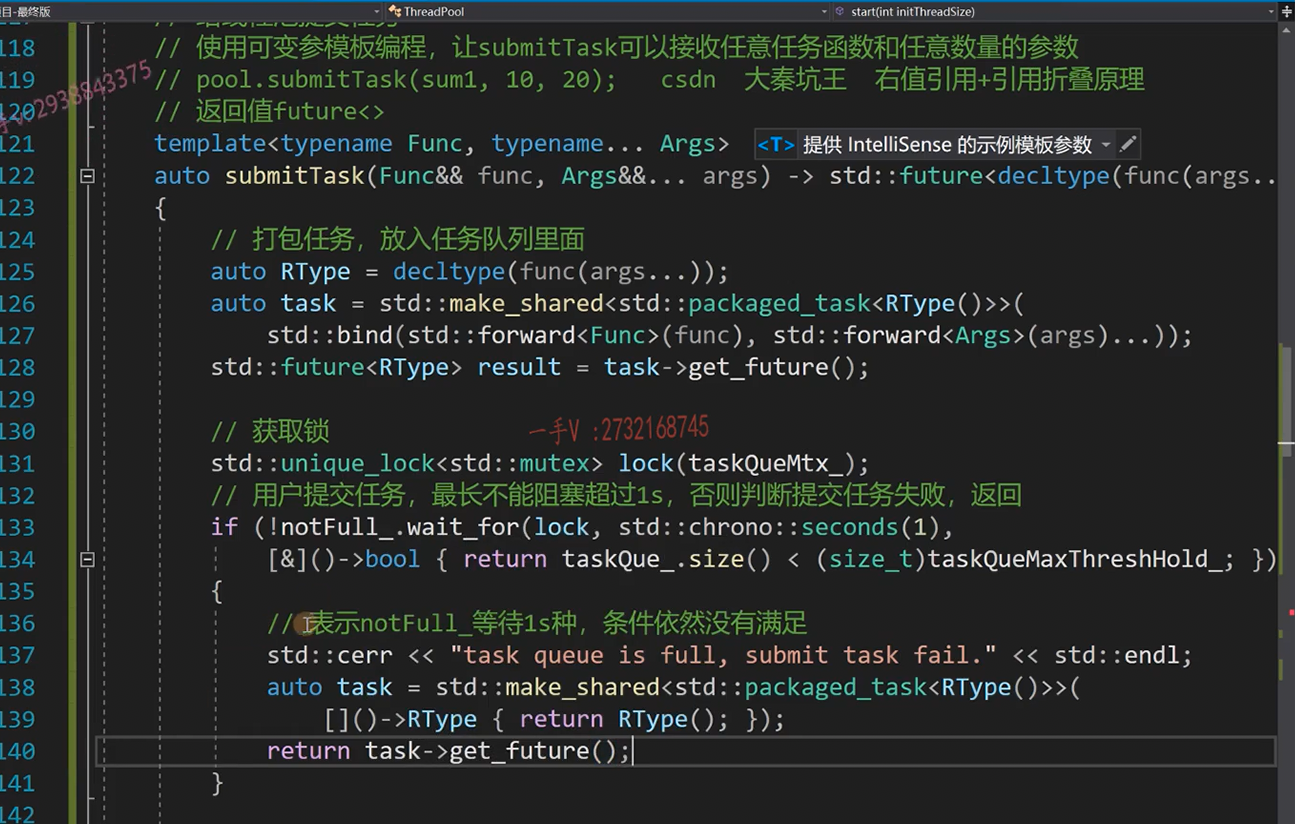 目-最终版 ThreadPool start(int initThreadSize)
118 // 使用可变参模板编程，让submitTask可以接收任意任务函数和任意数量的参数
119 // pool.submitTask(sum1, 10, 20); csdn 大秦坑王 右值引用+引用折叠原理
120 // 返回值future<>
121 template<typename Func, typename... Args> <T> 提供 IntelliSense 的示例模板参数
122 auto submitTask(Func&& func, Args&&... args) -> std::future<decltype(func(args..
123 {
124 // 打包任务，放入任务队列里面
125 auto RType = decltype(func(args...));
126 auto task = std::make_shared<std::packaged_task<RType()>>(
127 std::bind(std::forward<Func>(func), std::forward<Args>(args)...));
128 std::future<RType> result = task->get_future();
129
130 // 获取锁
一手V :2732168745
131 std::unique_lock<std::mutex> lock(taskQueMtx_);
132 // 用户提交任务，最长不能阻塞超过1s，否则判断提交任务失败，返回
133 if (!notFull_.wait_for(lock, std::chrono::seconds(1),
134 [&]()->bool { return taskQue_.size() < (size_t)taskQueMaxThreshHold_; })
135 {
136 // 表示notFull_等待1s种，条件依然没有满足
137 std::cerr << "task queue is full, submit task fail." << std::endl;
138 auto task = std::make_shared<std::packaged_task<RType()>>(
139 []()->RType { return RType(); });
140 return task->get_future();
141 }
142
手V:2938843375